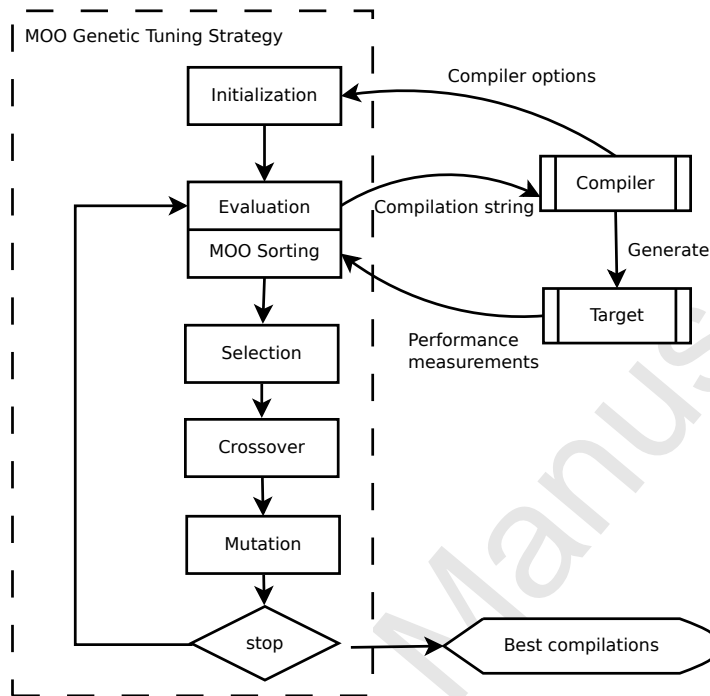 MOO Genetic Tuning Strategy
Initialization
Compiler options
Evaluation
Compilation string
Compiler
MOO Sorting
Generate
Target
Performance
measurements
Selection
Crossover
Mutation
stop
Best compilations
Manus